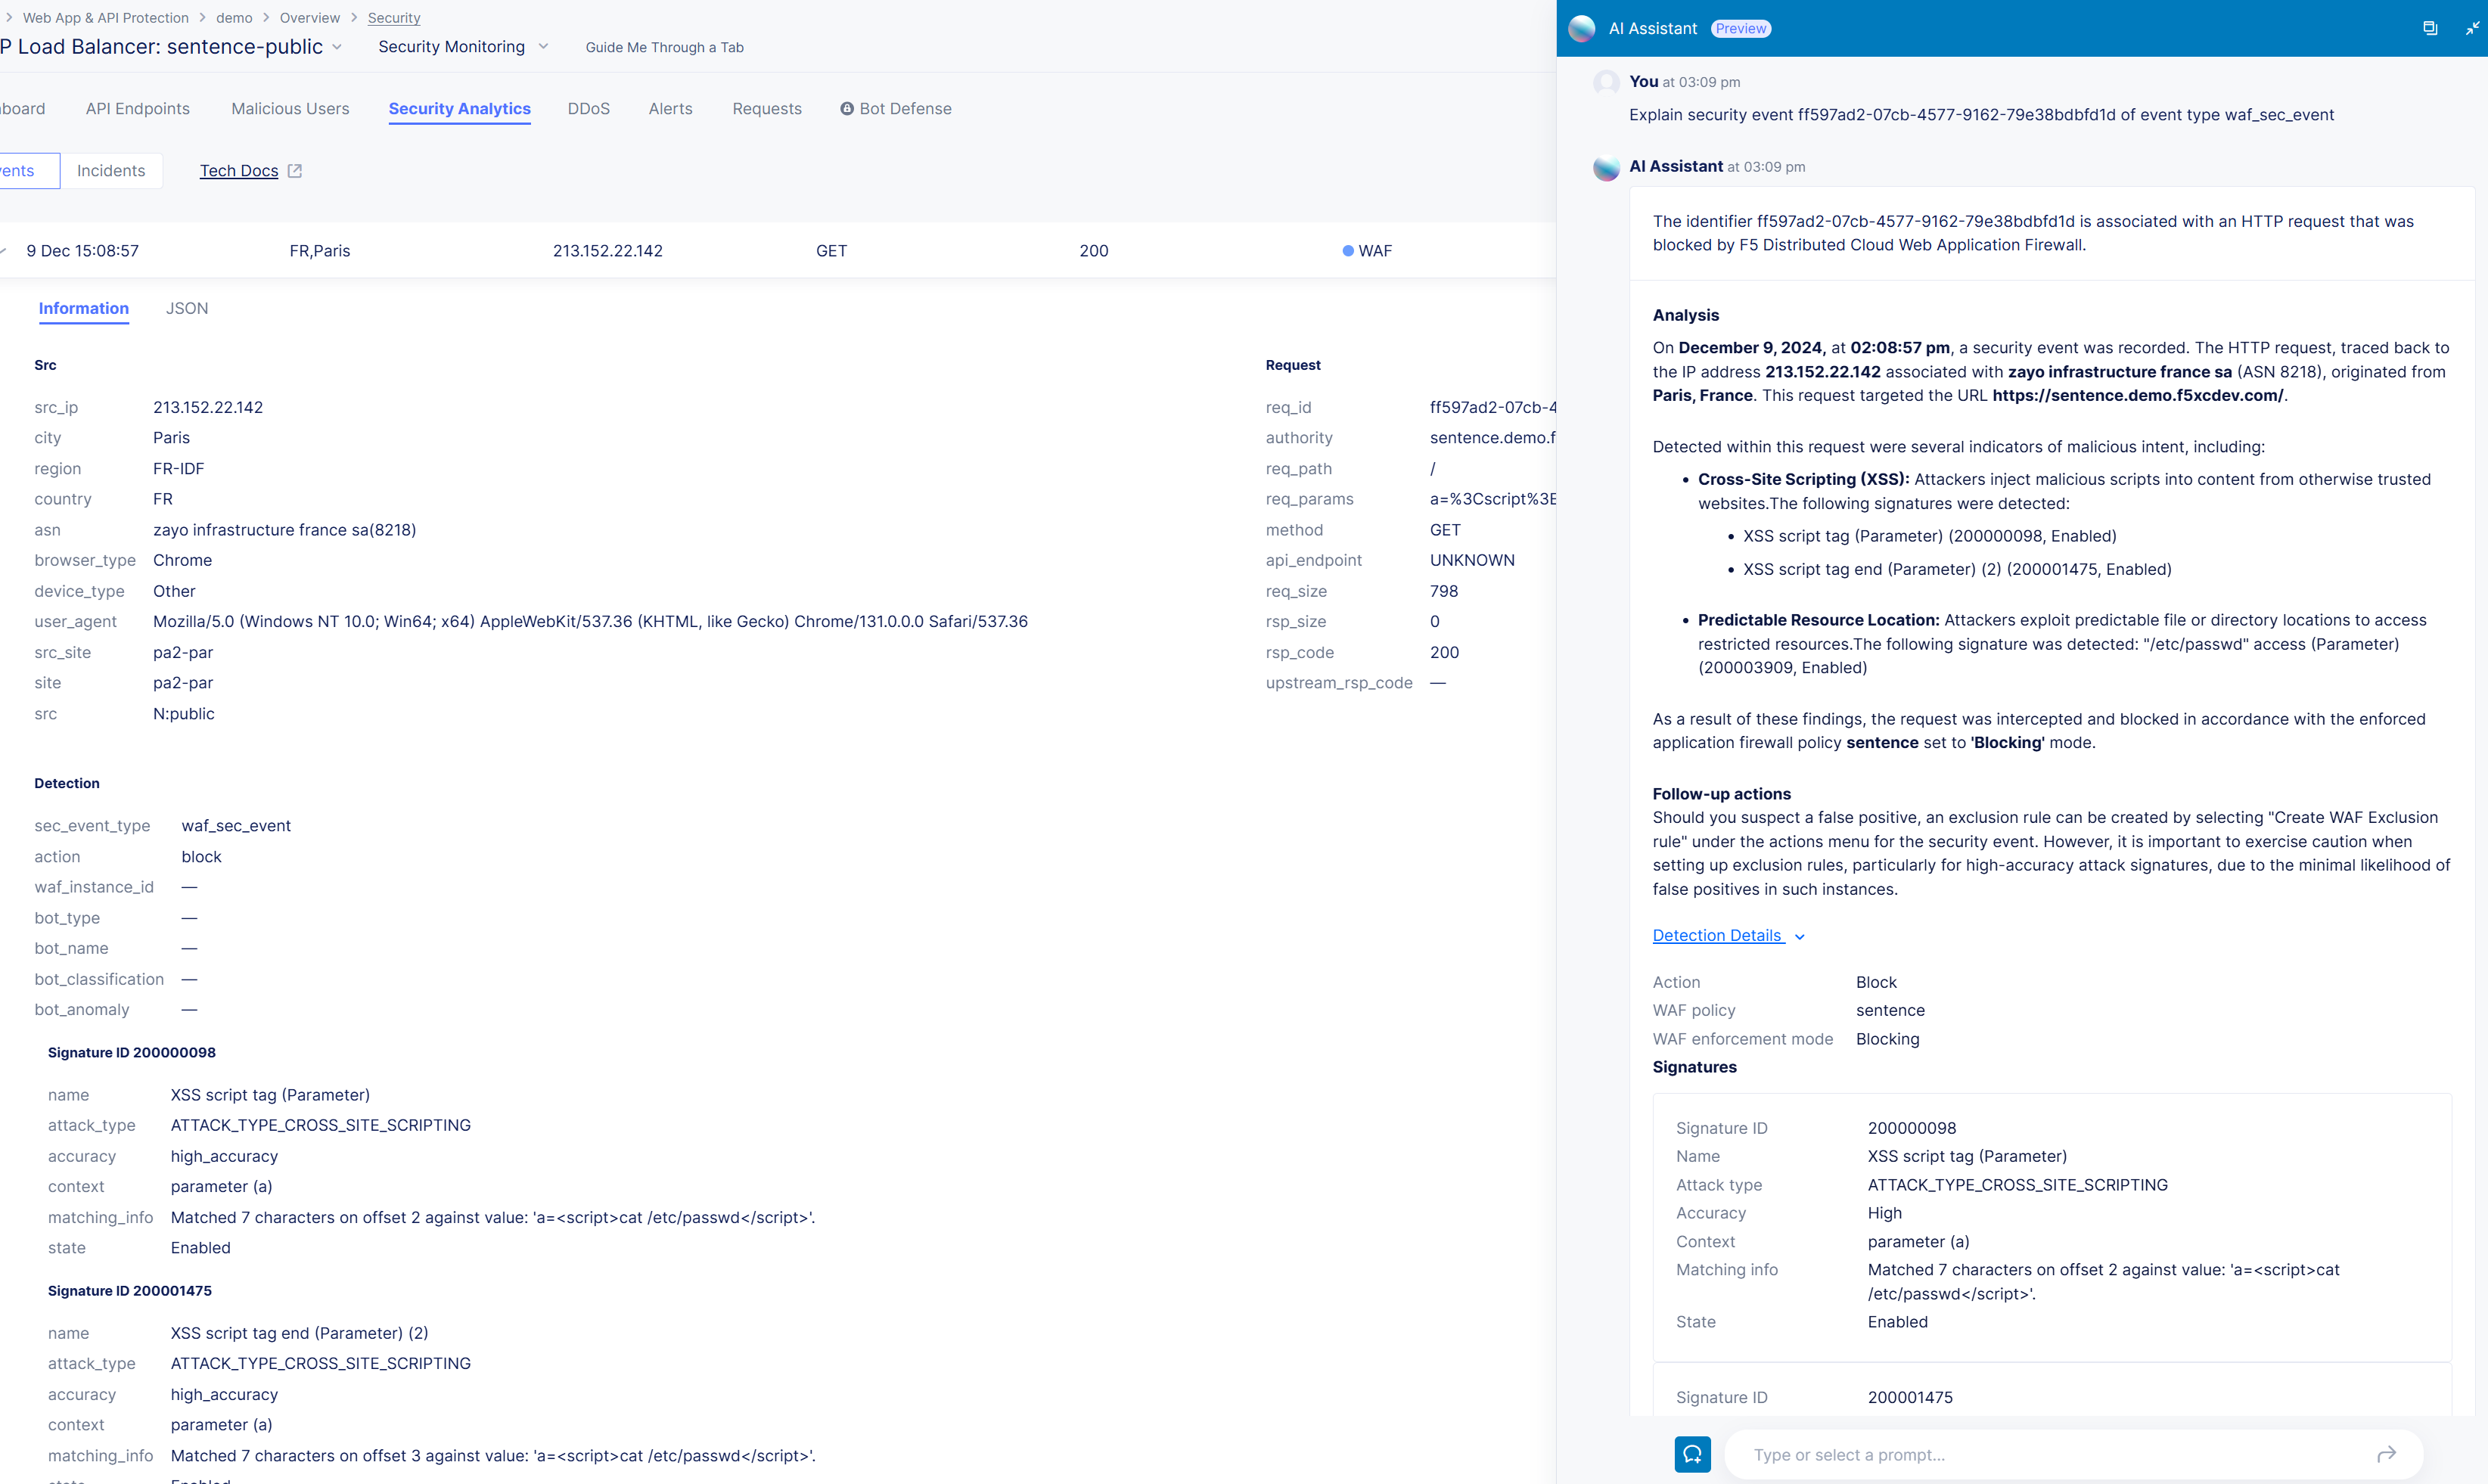 Web App & API Protection > demo > Overview > Security
P Load Balancer: sentence-public Security Monitoring Guide Me Through a Tab
board API Endpoints Malicious Users Security Analytics DDoS Alerts Requests Bot Defense
ents Incidents Tech Docs
9 Dec 15:08:57 FR,Paris 213.152.22.142 GET 200 WAF
Information JSON
Src
src_ip 213.152.22.142
city Paris
region FR-IDF
country FR
asn zayo infrastructure france sa(8218)
browser_type Chrome
device_type Other
user_agent Mozilla/5.0 (Windows NT 10.0; Win64; x64) AppleWebKit/537.36 (KHTML, like Gecko) Chrome/131.0.0.0 Safari/537.36
src_site pa2-par
site pa2-par
src N:public
Request
req_id ff597ad2-07cb-4
authority sentence.demo.f
req_path /
req_params a=%3Cscript%3E
method GET
api_endpoint UNKNOWN
req_size 798
rsp_size 0
rsp_code 200
upstream_rsp_code —
Detection
sec_event_type waf_sec_event
action block
waf_instance_id —
bot_type —
bot_name —
bot_classification —
bot_anomaly —
Signature ID 200000098
name XSS script tag (Parameter)
attack_type ATTACK_TYPE_CROSS_SITE_SCRIPTING
accuracy high_accuracy
context parameter (a)
matching_info Matched 7 characters on offset 2 against value: 'a=<script>cat /etc/passwd</script>'.
state Enabled
Signature ID 200001475
name XSS script tag end (Parameter) (2)
attack_type ATTACK_TYPE_CROSS_SITE_SCRIPTING
accuracy high_accuracy
context parameter (a)
matching_info Matched 7 characters on offset 3 against value: 'a=<script>cat /etc/passwd</script>'.
AI Assistant Preview
You at 03:09 pm
Explain security event ff597ad2-07cb-4577-9162-79e38bdbfd1d of event type waf_sec_event
AI Assistant at 03:09 pm
The identifier ff597ad2-07cb-4577-9162-79e38bdbfd1d is associated with an HTTP request that was
blocked by F5 Distributed Cloud Web Application Firewall.
Analysis
On December 9, 2024, at 02:08:57 pm, a security event was recorded. The HTTP request, traced back to
the IP address 213.152.22.142 associated with zayo infrastructure france sa (ASN 8218), originated from
Paris, France. This request targeted the URL https://sentence.demo.f5xcdev.com/.
Detected within this request were several indicators of malicious intent, including:
• Cross-Site Scripting (XSS): Attackers inject malicious scripts into content from otherwise trusted
websites.The following signatures were detected:
• XSS script tag (Parameter) (200000098, Enabled)
• XSS script tag end (Parameter) (2) (200001475, Enabled)
• Predictable Resource Location: Attackers exploit predictable file or directory locations to access
restricted resources.The following signature was detected: "/etc/passwd" access (Parameter)
(200003909, Enabled)
As a result of these findings, the request was intercepted and blocked in accordance with the enforced
application firewall policy sentence set to 'Blocking' mode.
Follow-up actions
Should you suspect a false positive, an exclusion rule can be created by selecting "Create WAF Exclusion
rule" under the actions menu for the security event. However, it is important to exercise caution when
setting up exclusion rules, particularly for high-accuracy attack signatures, due to the minimal likelihood of
false positives in such instances.
Detection Details
Action Block
WAF policy sentence
WAF enforcement mode Blocking
Signatures
Signature ID 200000098
Name XSS script tag (Parameter)
Attack type ATTACK_TYPE_CROSS_SITE_SCRIPTING
Accuracy High
Context parameter (a)
Matching info Matched 7 characters on offset 2 against value: 'a=<script>cat
/etc/passwd</script>'.
State Enabled
Signature ID 200001475
Type or select a prompt...